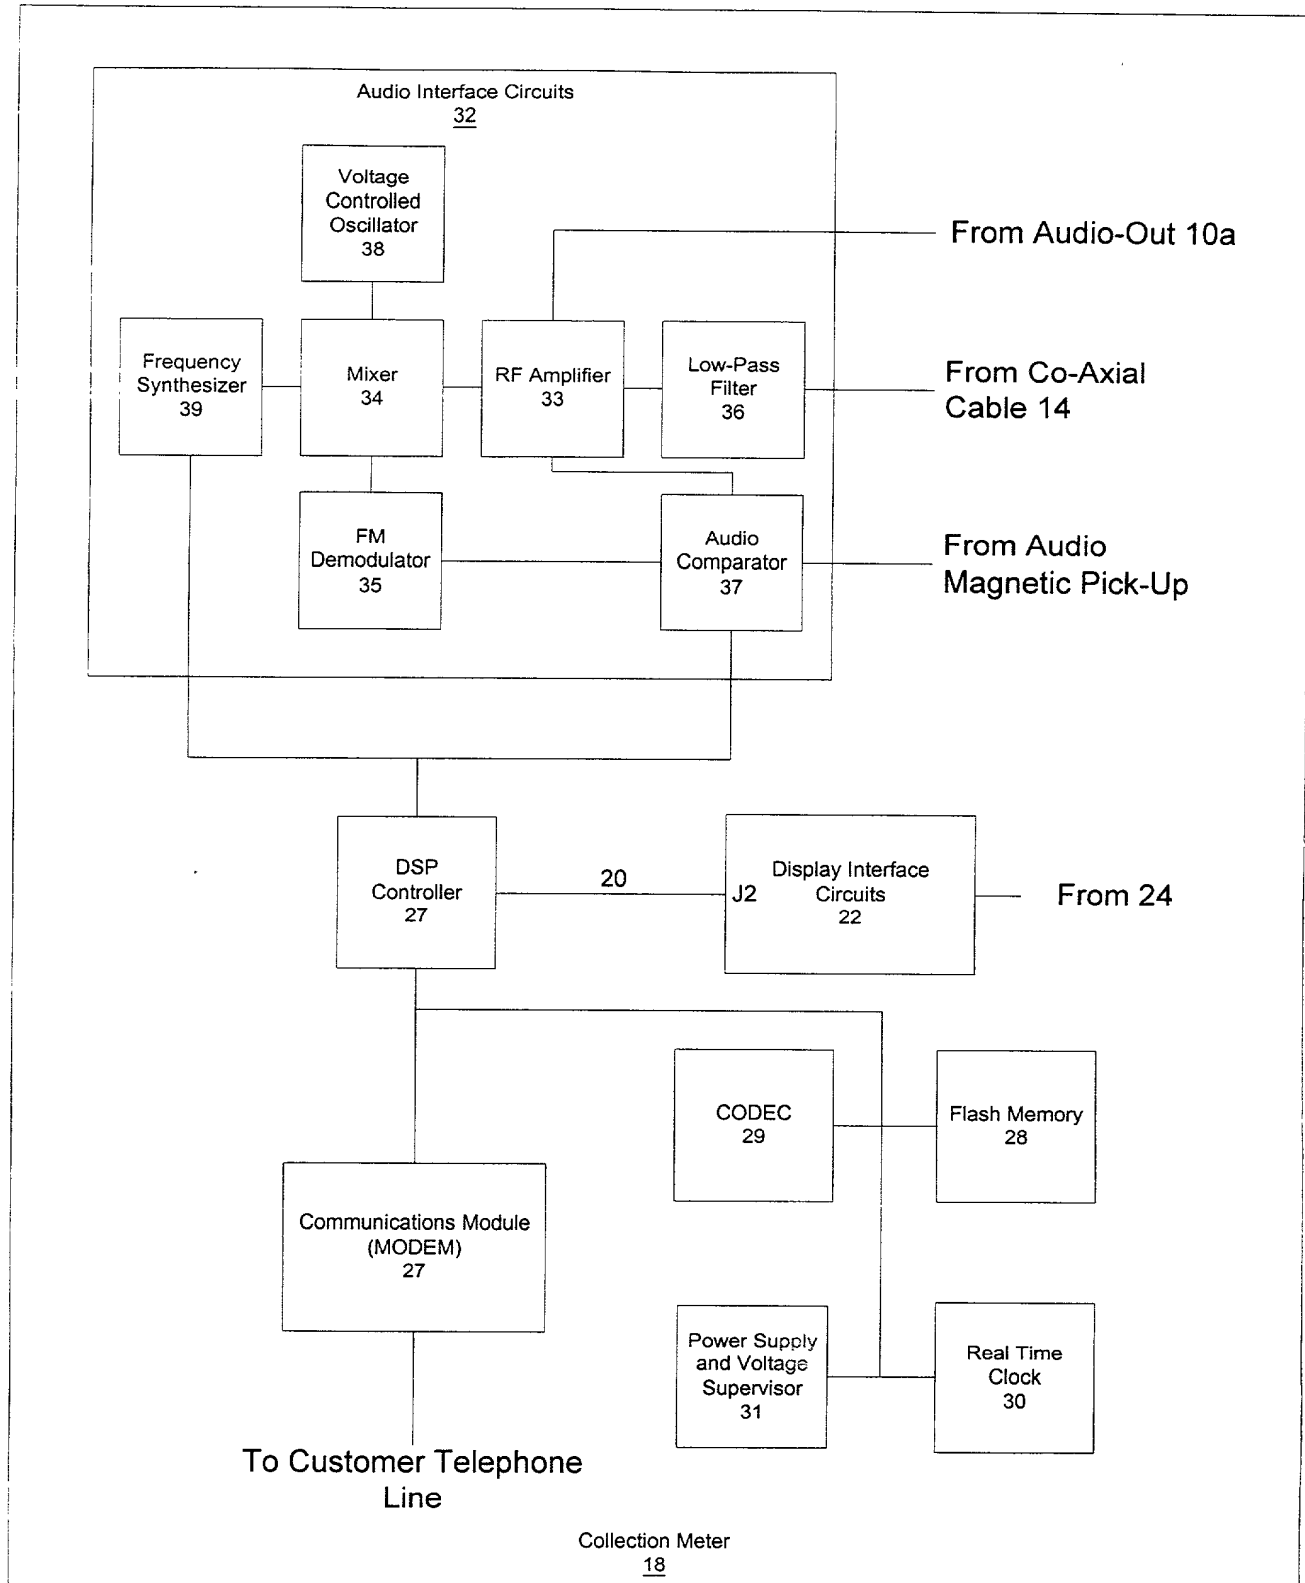 Audio Interface Circuits
32
Voltage
Controlled
Oscillator
38
From Audio-Out 10a
Frequency
Synthesizer
39
Mixer
34
RF Amplifier
33
Low-Pass
Filter
36
From Co-Axial
Cable 14
FM
Demodulator
35
Audio
Comparator
37
From Audio
Magnetic Pick-Up
DSP
Controller
27
20
J2
Display Interface
Circuits
22
From 24
CODEC
29
Flash Memory
28
Communications Module
(MODEM)
27
Power Supply
and Voltage
Supervisor
31
Real Time
Clock
30
To Customer Telephone
Line
Collection Meter
18